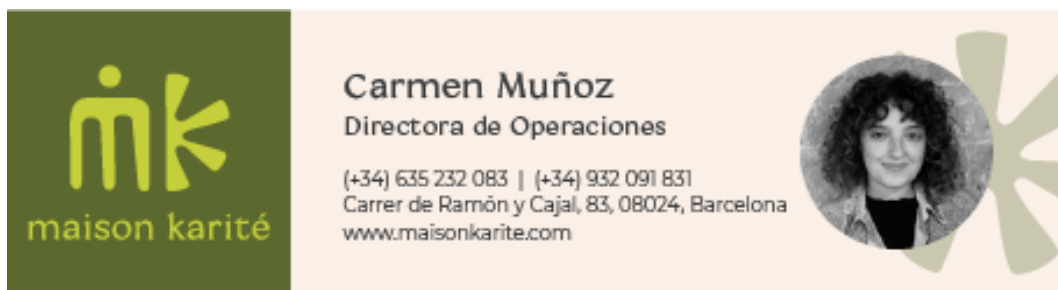 mk
maison karité
Carmen Muñoz
Directora de Operaciones
(+34) 635 232 083 | (+34) 932 091 831
Carrer de Ramón y Cajal, 83, 08024, Barcelona
www.maisonkarite.com